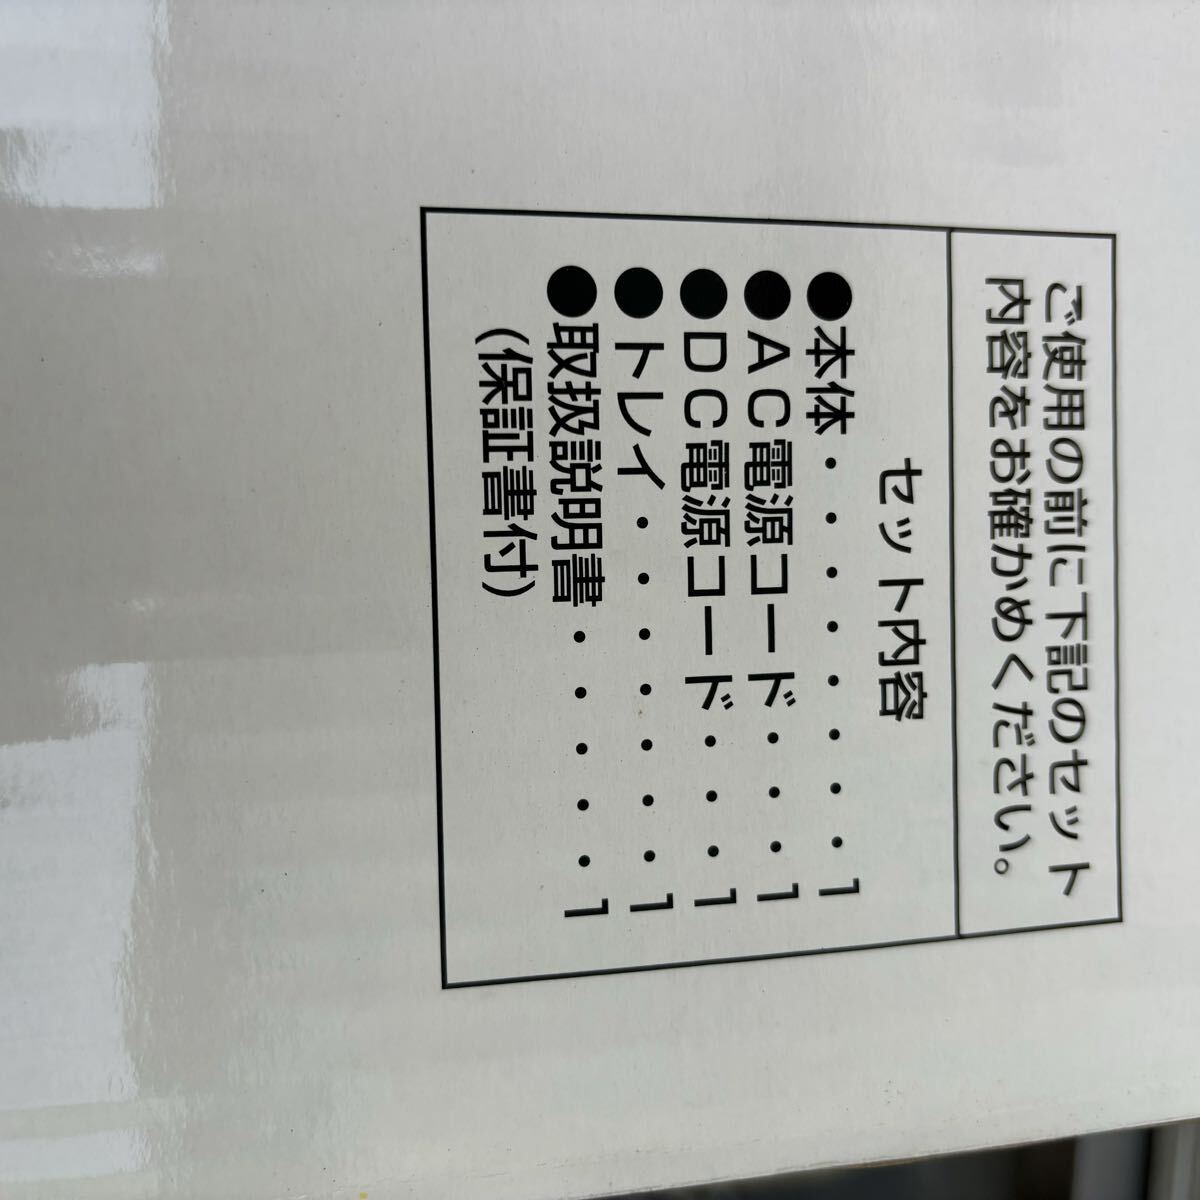 ご使用の前に下記のセット
内容をお確かめください。
セット内容
●本体・・・・・・・・1
●AC電源コード・・・1
●DC電源コード・・・1
●トレイ・・・・・・・1
●取扱説明書・・・・・1
(保証書付)